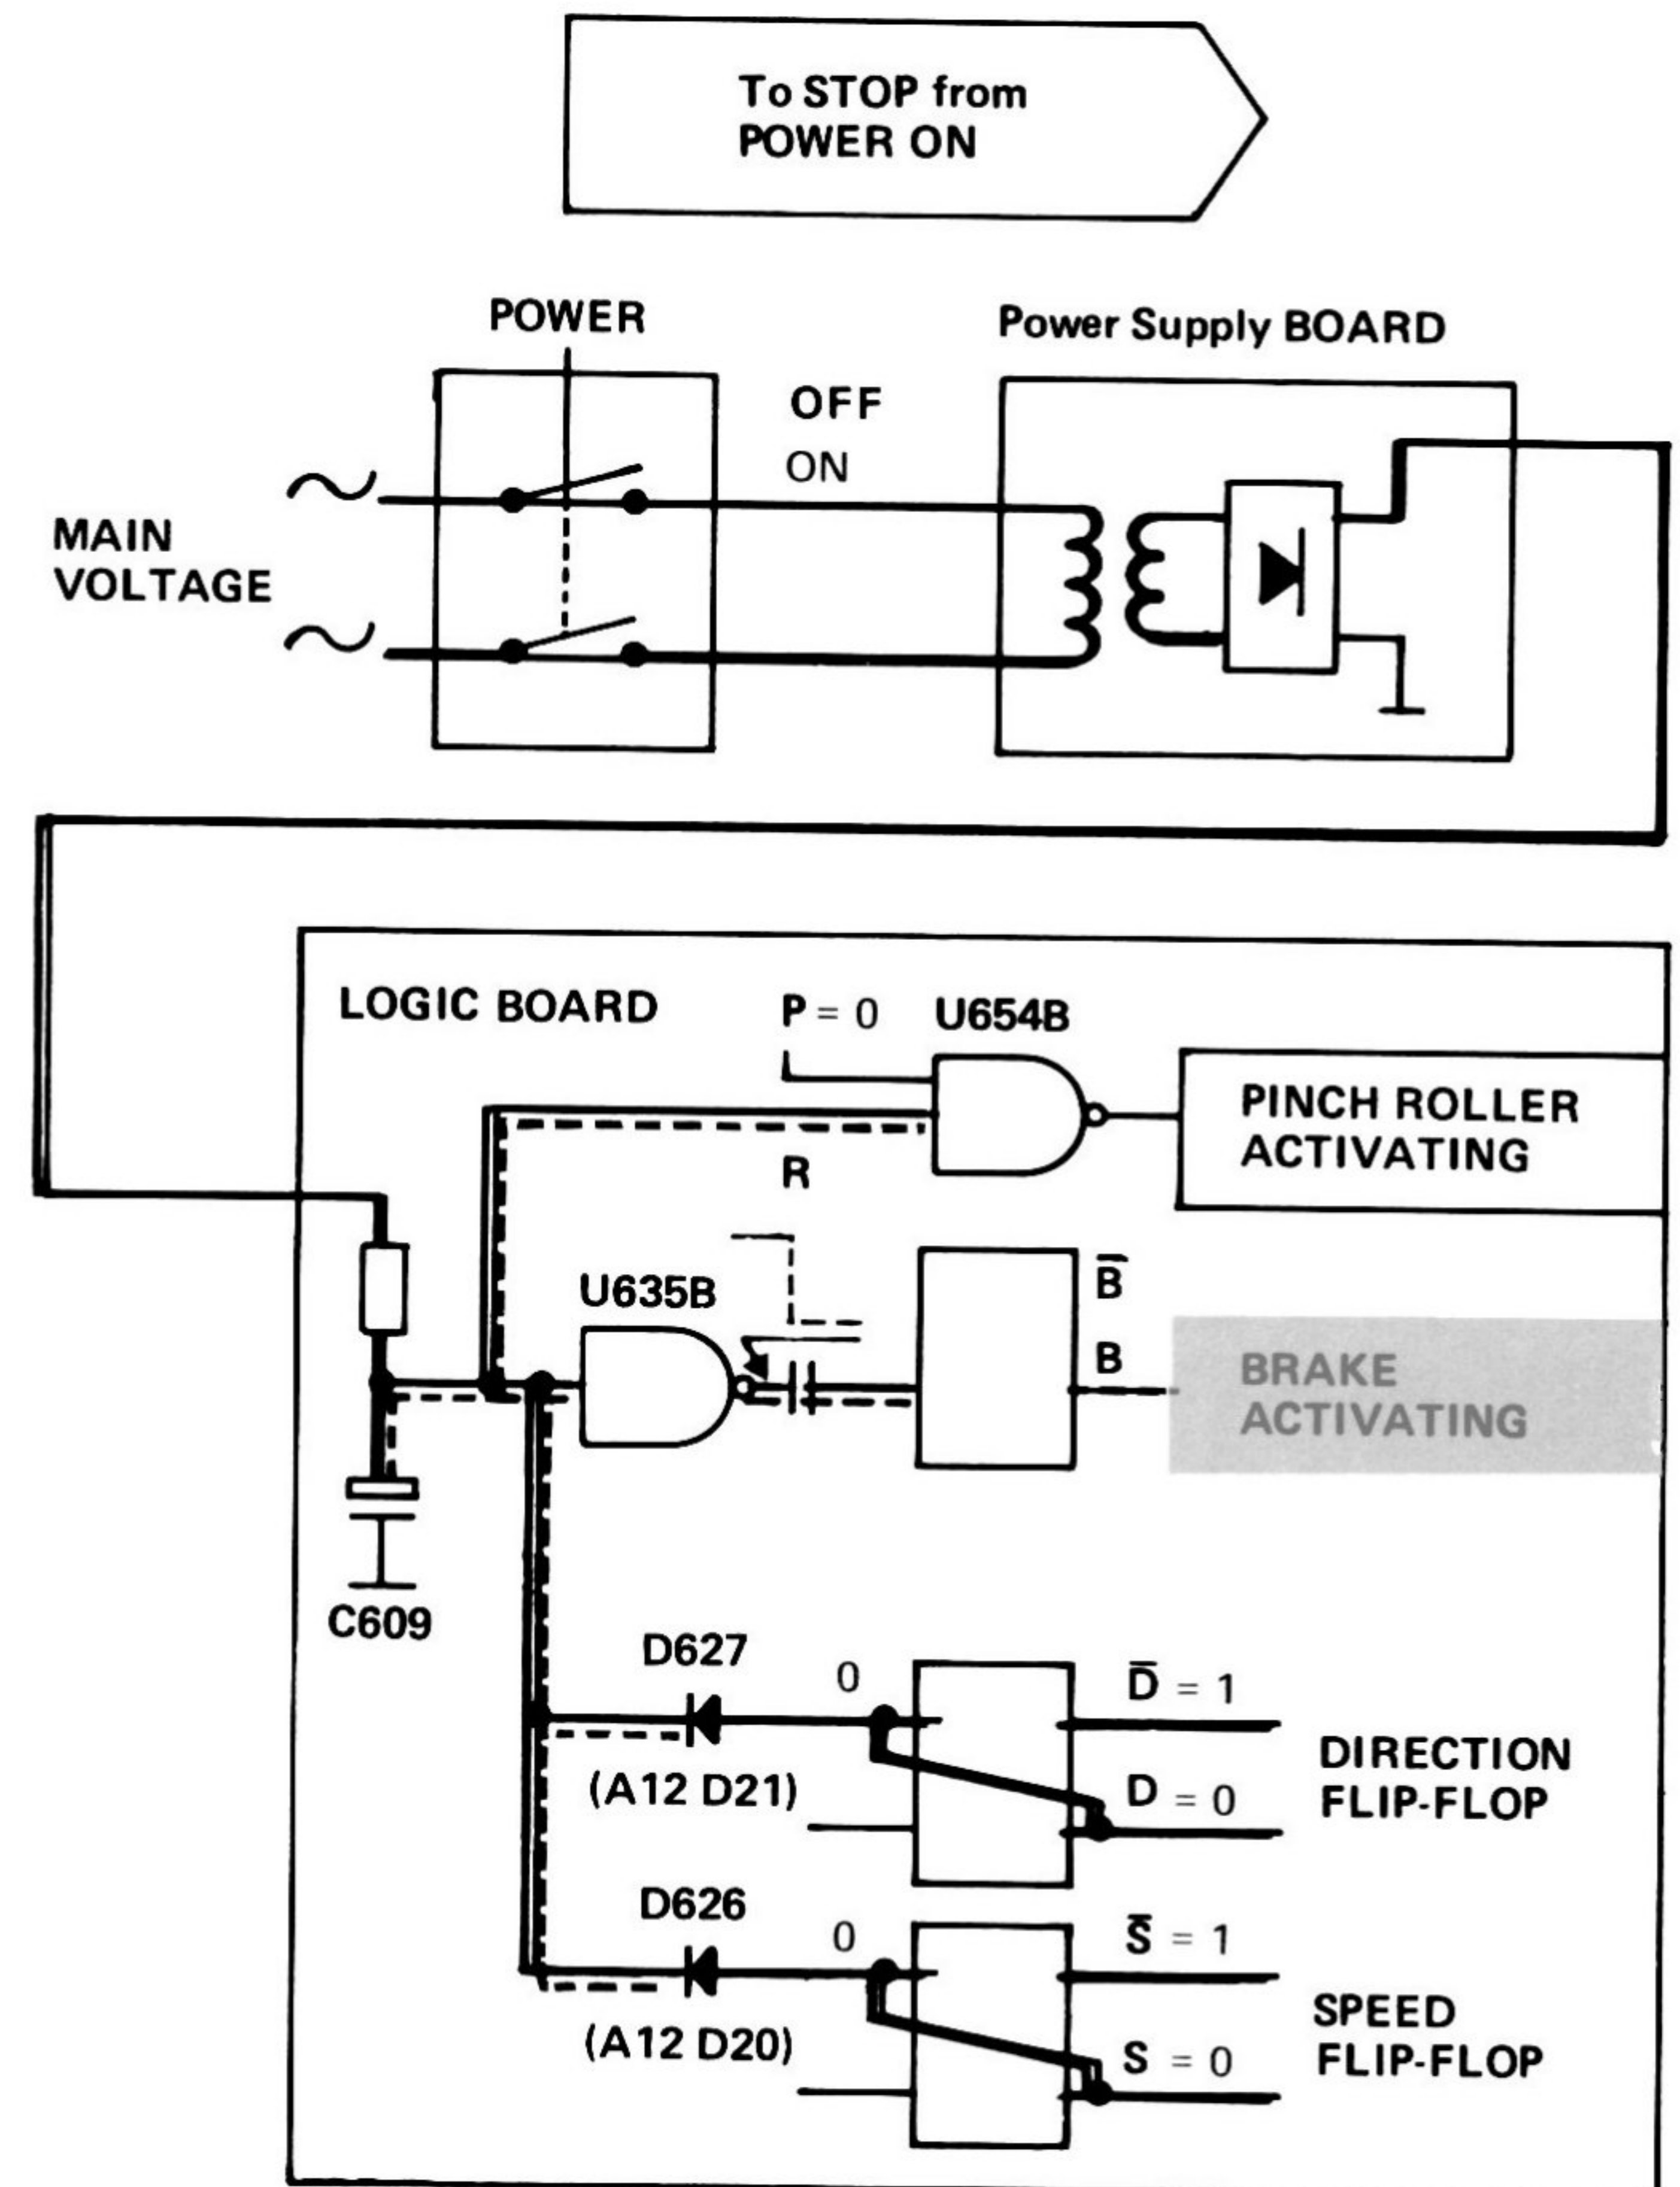 To STOP from
POWER ON
POWER
Power Supply BOARD
OFF
ON
MAIN
VOLTAGE
LOGIC BOARD
P = 0
U654B
PINCH ROLLER
ACTIVATING
R
U635B
B̅
B
BRAKE
ACTIVATING
C609
D627
0
D̅ = 1
(A12 D21)
D = 0
DIRECTION
FLIP-FLOP
D626
0
S̅ = 1
(A12 D20)
S = 0
SPEED
FLIP-FLOP